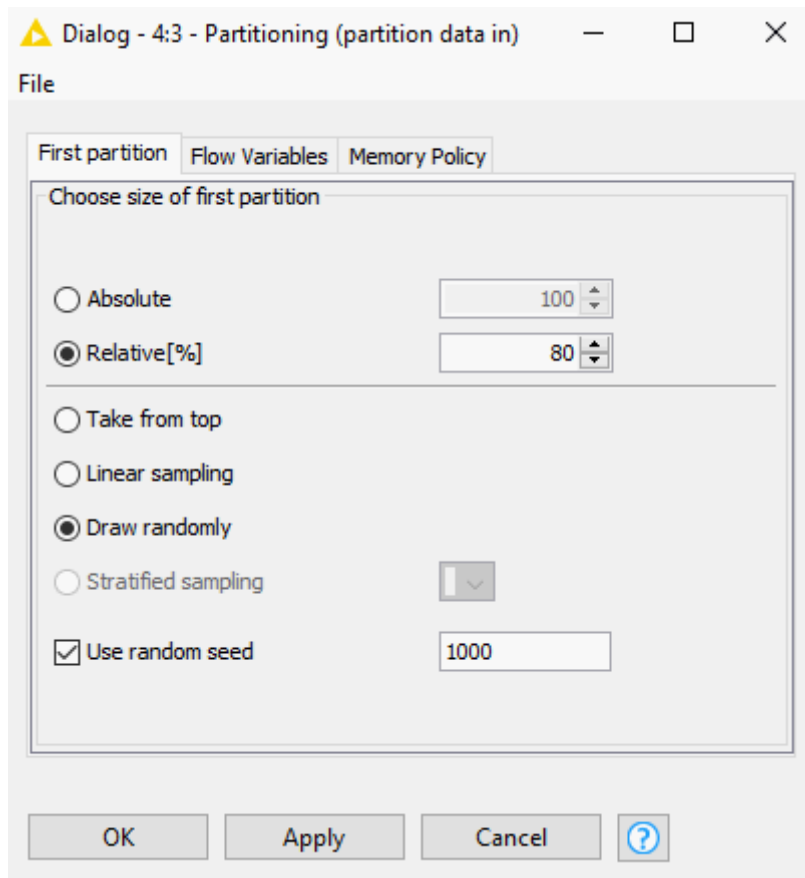 Dialog - 4:3 - Partitioning (partition data in)
File
First partition Flow Variables Memory Policy
Choose size of first partition
Absolute 100
Relative[%] 80
Take from top
Linear sampling
Draw randomly
Stratified sampling
Use random seed 1000
OK Apply Cancel ?